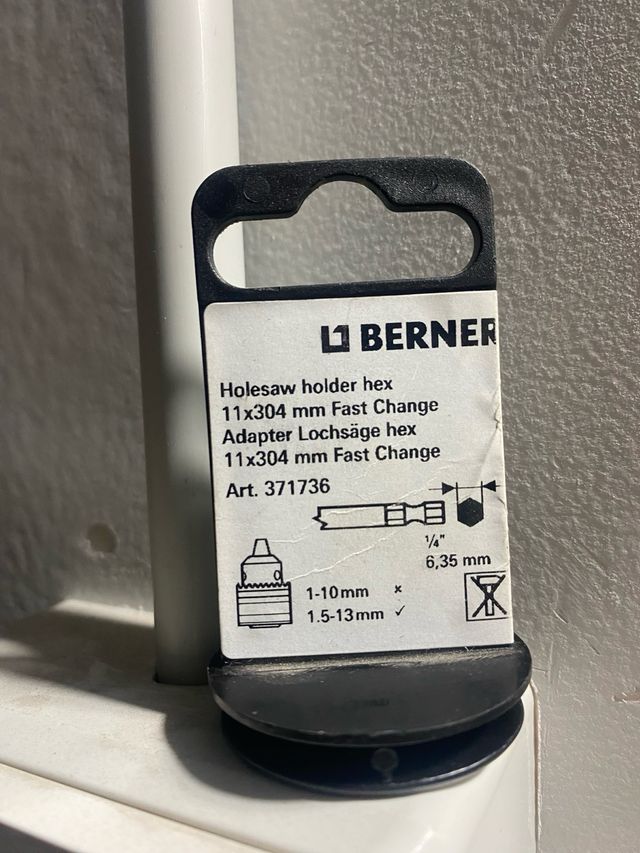 BERNER
Holesaw holder hex
11x304 mm Fast Change
Adapter Lochsäge hex
11x304 mm Fast Change
Art. 371736
1/4"
6,35 mm
1-10mm ×
1.5-13mm ✓